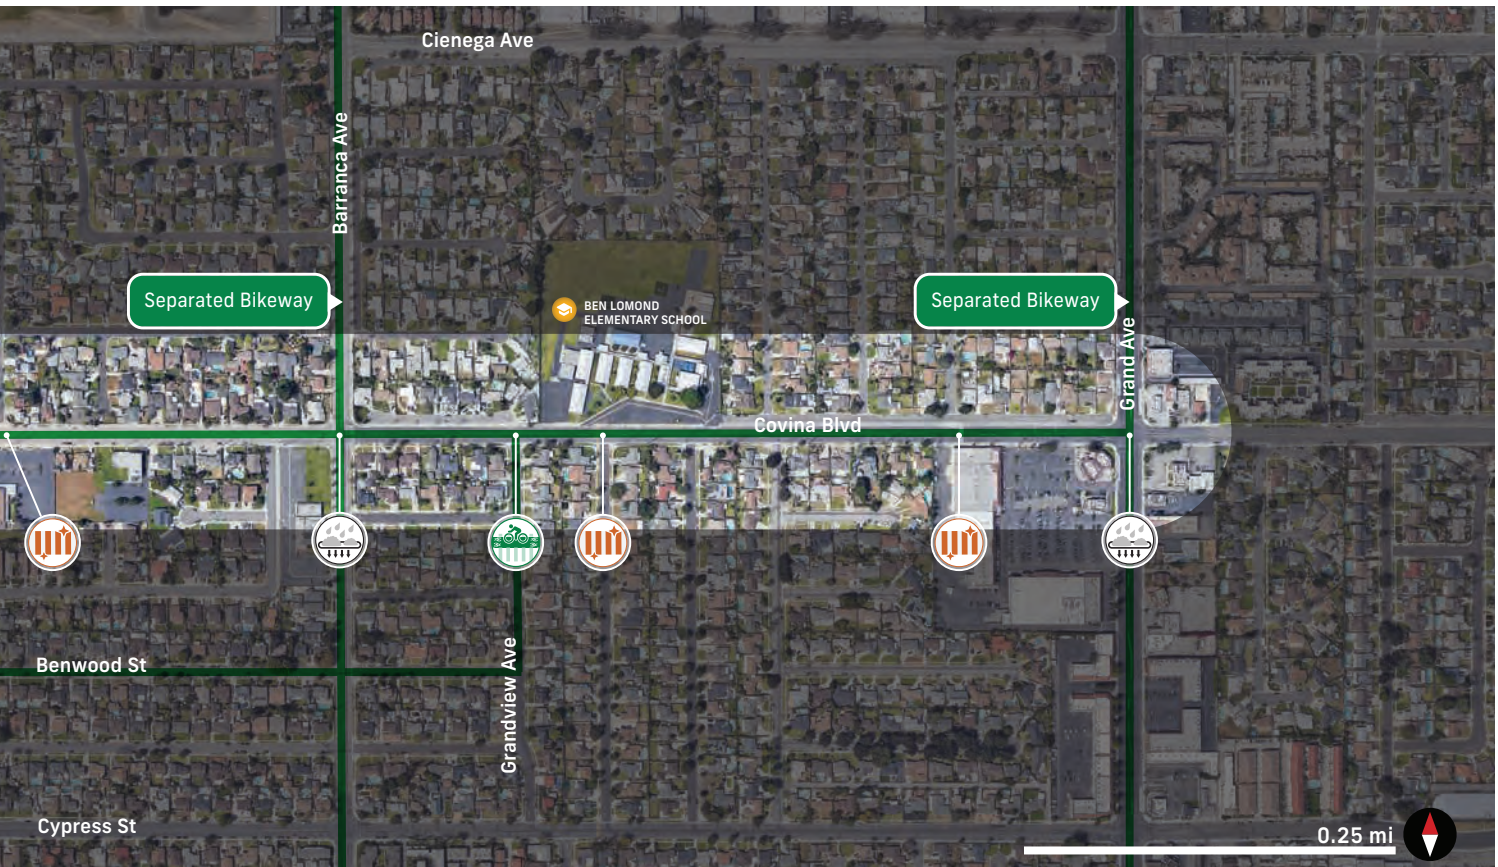 Cienega Ave
Barranca Ave
Separated Bikeway
BEN LOMOND
ELEMENTARY SCHOOL
Separated Bikeway
Grand Ave
Covina Blvd
Benwood St
Grandview Ave
Cypress St
0.25 mi